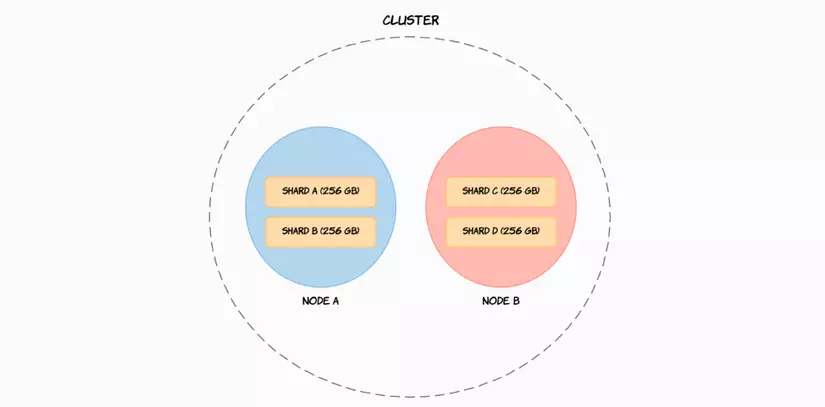 CLUSTER
SHARD A (256 GB)
SHARD C (256 GB)
SHARD B (256 GB)
SHARD D (256 GB)
NODE A
NODE B